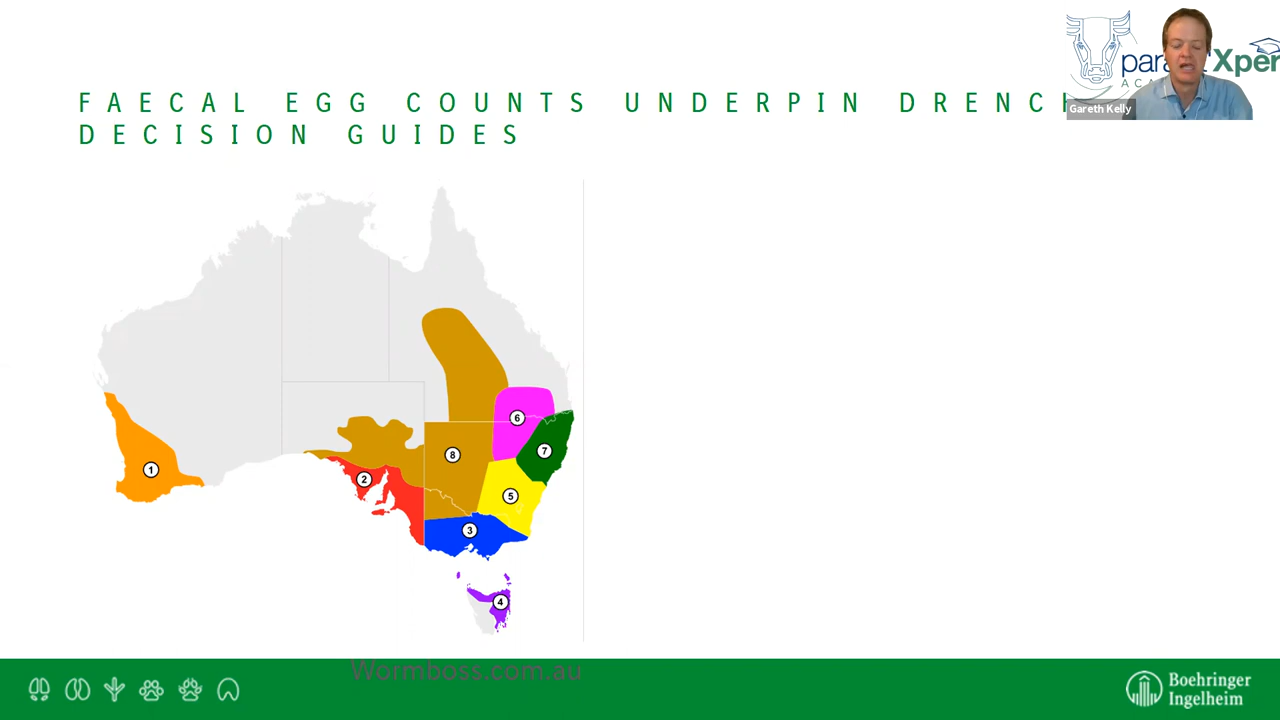 FAECAL EGG COUNTS UNDERPIN DRENCH
DECISION GUIDES
Xper
Gareth Kelly
1
2
3
4
5
6
7
8
Wormboss.com.au
Boehringer
Ingelheim